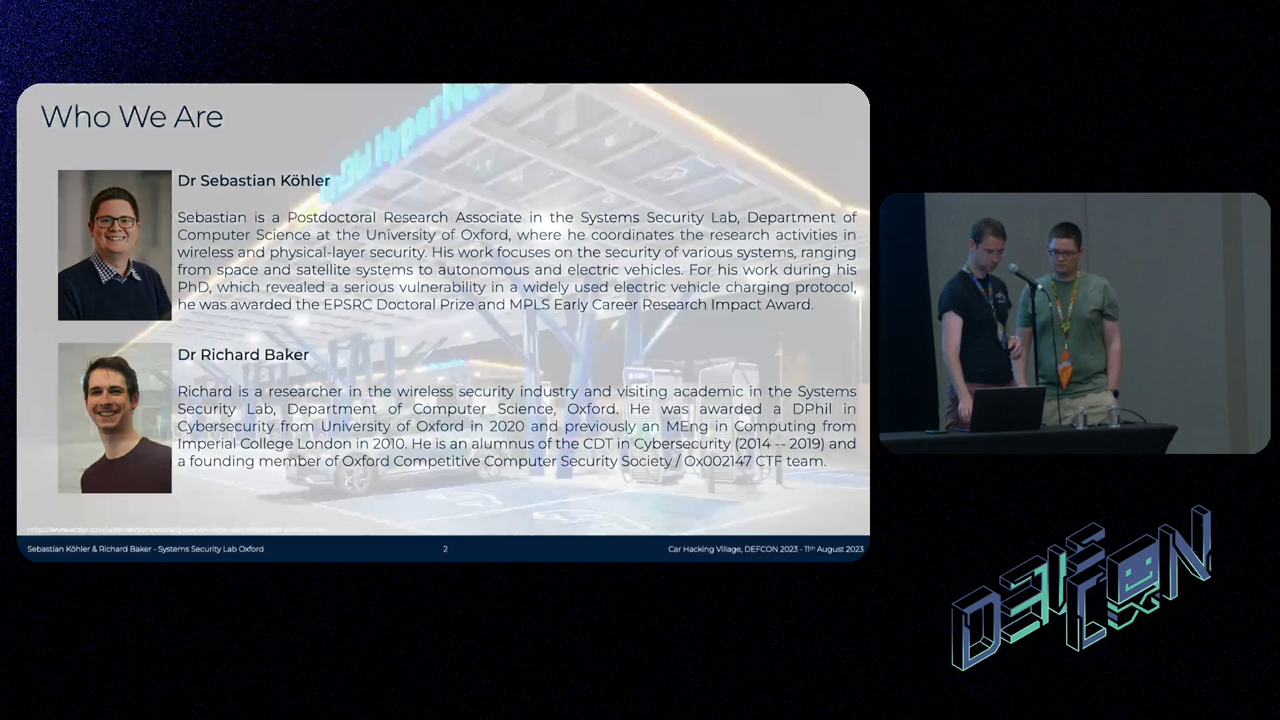 Who We Are
EnBW HyperNe
Dr Sebastian Köhler
Sebastian is a Postdoctoral Research Associate in the Systems Security Lab, Department of
Computer Science at the University of Oxford, where he coordinates the research activities in
wireless and physical-layer security. His work focuses on the security of various systems, ranging
from space and satellite systems to autonomous and electric vehicles. For his work during his
PhD, which revealed a serious vulnerability in a widely used electric vehicle charging protocol,
he was awarded the EPSRC Doctoral Prize and MPLS Early Career Research Impact Award.
Dr Richard Baker
Richard is a researcher in the wireless security industry and visiting academic in the Systems
Security Lab, Department of Computer Science, Oxford. He was awarded a DPhil in
Cybersecurity from University of Oxford in 2020 and previously an MEng in Computing from
Imperial College London in 2010. He is an alumnus of the CDT in Cybersecurity (2014 -- 2019) and
a founding member of Oxford Competitive Computer Security Society / Ox002147 CTF team.
Sebastian Köhler & Richard Baker - Systems Security Lab Oxford
2
Car Hacking Village, DEFCON 2023 - 11th August 2023
DEF CON